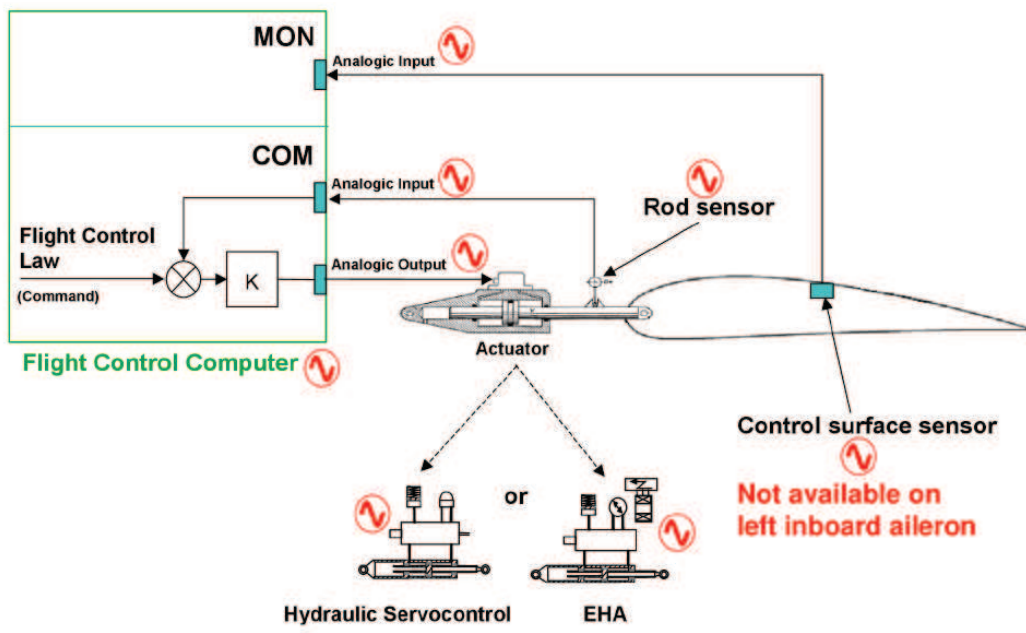 MON
Analogic Input
COM
Analogic Input
Rod sensor
Flight Control
Law
(Command)
K
Analogic Output
Actuator
Flight Control Computer
Control surface sensor
Not available on
left inboard aileron
or
Hydraulic Servocontrol
EHA